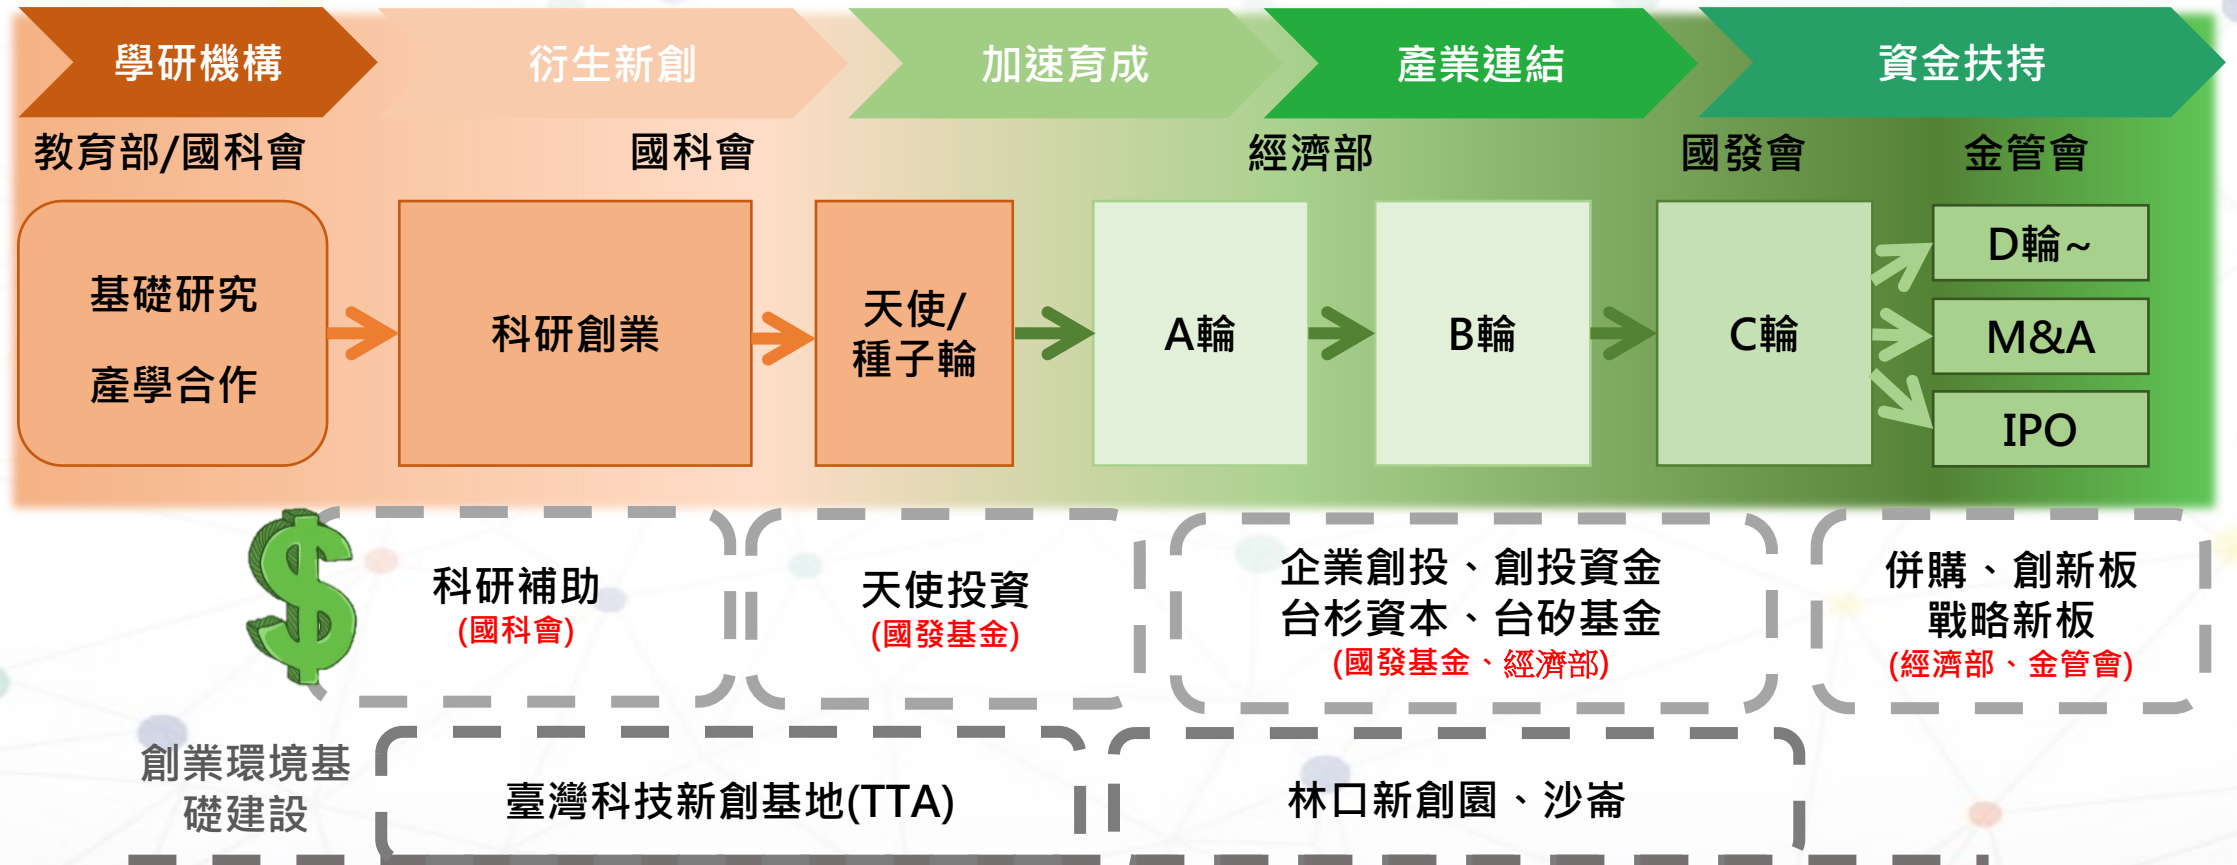 學研機構
衍生新創
加速育成
產業連結
資金扶持
教育部/國科會
國科會
經濟部
國發會
金管會
基礎研究
產學合作
科研創業
天使/
種子輪
A輪
B輪
C輪
D輪~
M&A
IPO
科研補助
(國科會)
天使投資
(國發基金)
企業創投、創投資金
台杉資本、台矽基金
(國發基金、經濟部)
併購、創新板
戰略新板
(經濟部、金管會)
創業環境基
礎建設
臺灣科技新創基地(TTA)
林口新創園、沙崙